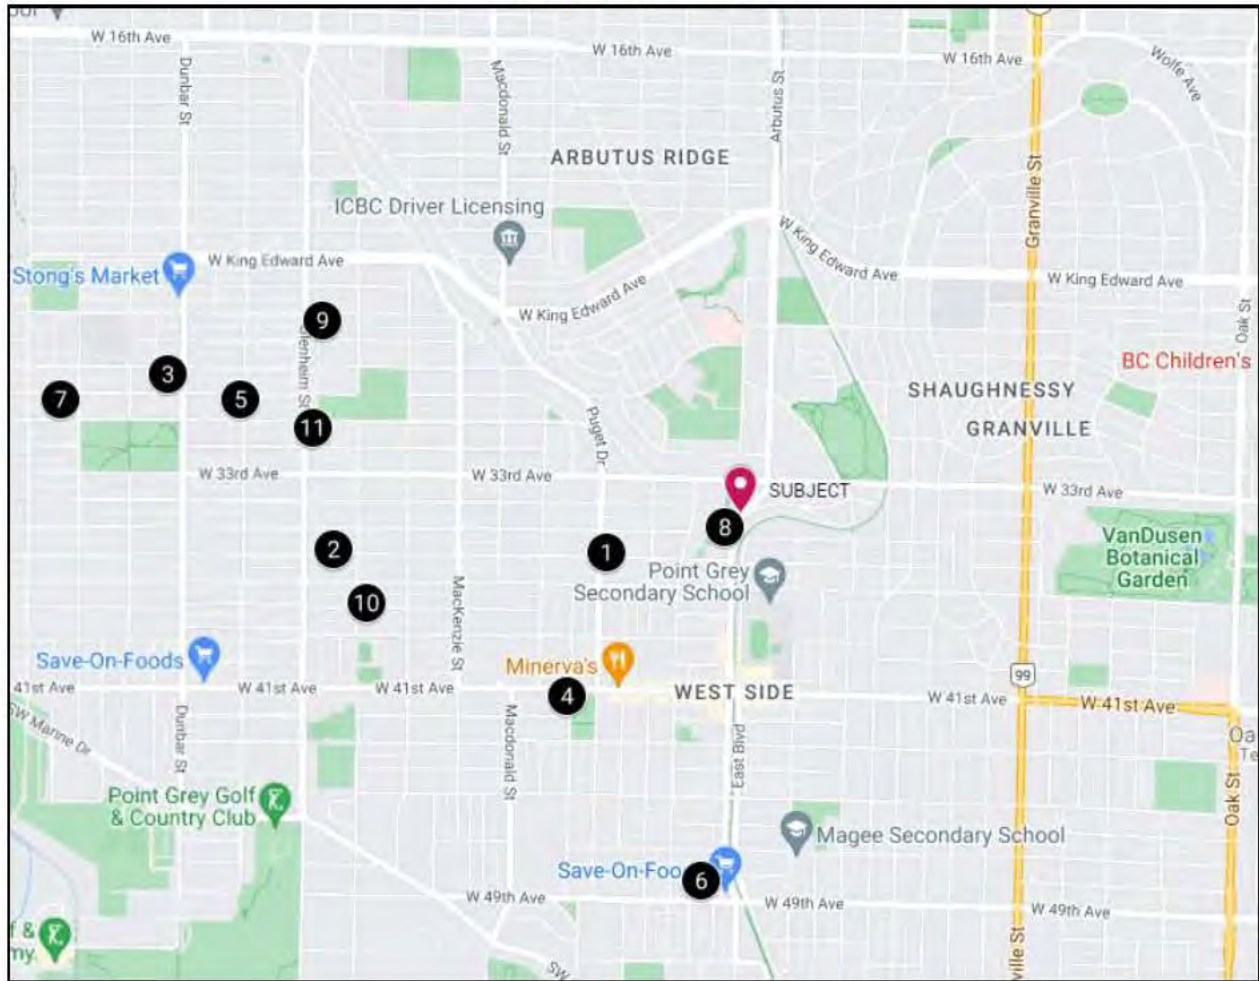 W 16th Ave
W 16th Ave
W 16th Ave
Dunbar St
Macdonald St
Arbutus St
Wolfe Ave
ARBUTUS RIDGE
Granville St
ICBC Driver Licensing
W King Edward Ave
W King Edward Ave
W King Edward Ave
W King Edward Ave
Stong's Market
Oak St
9
3
7
5
11
BC Children's
SHAUGHNESSY
GRANVILLE
Puget Dr
W 33rd Ave
W 33rd Ave
W 33rd Ave
SUBJECT
8
2
1
10
Point Grey
Secondary School
VanDusen
Botanical
Garden
MacKenzie St
Save-On-Foods
Minerva's
41st Ave
W 41st Ave
W 41st Ave
4
WEST SIDE
W 41st Ave
99
W 41st Ave
SW Marine Dr
Dunbar St
Macdonald St
East Blvd
Oak St
Point Grey Golf
& Country Club
Magee Secondary School
Save-On-Foo
6
W 49th Ave
W 49th Ave
W 49th Ave
f &
my
SW
ville St